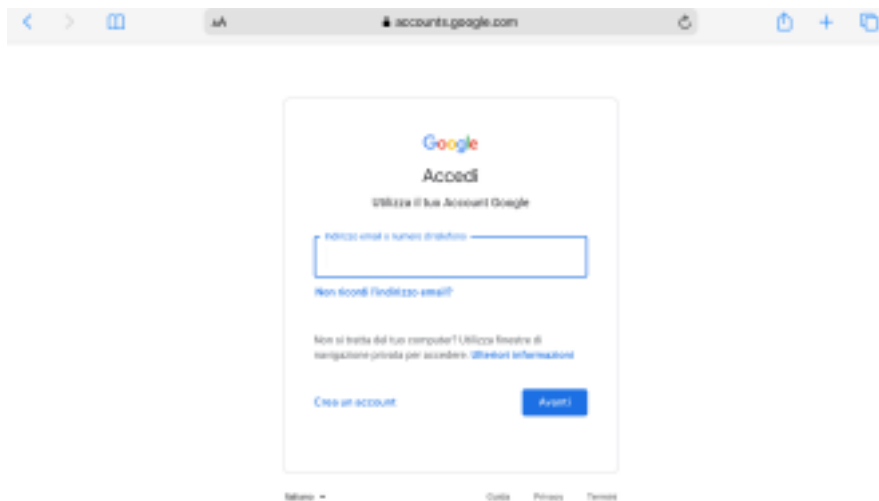 AA
accounts.google.com
Google
Accedi
Utilizza il tuo Account Google
Indirizzo email o numero di telefono
Non ricordi l'indirizzo email?
Non si tratta del tuo computer? Utilizza finestre di
navigazione privata per accedere. Ulteriori informazioni
Crea un account
Avanti
Italiano
Guida
Privacy
Termini